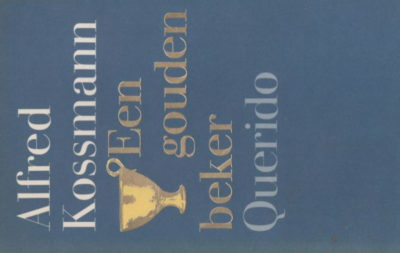 Alfred
Kossmann
Een
gouden
beker
Querido